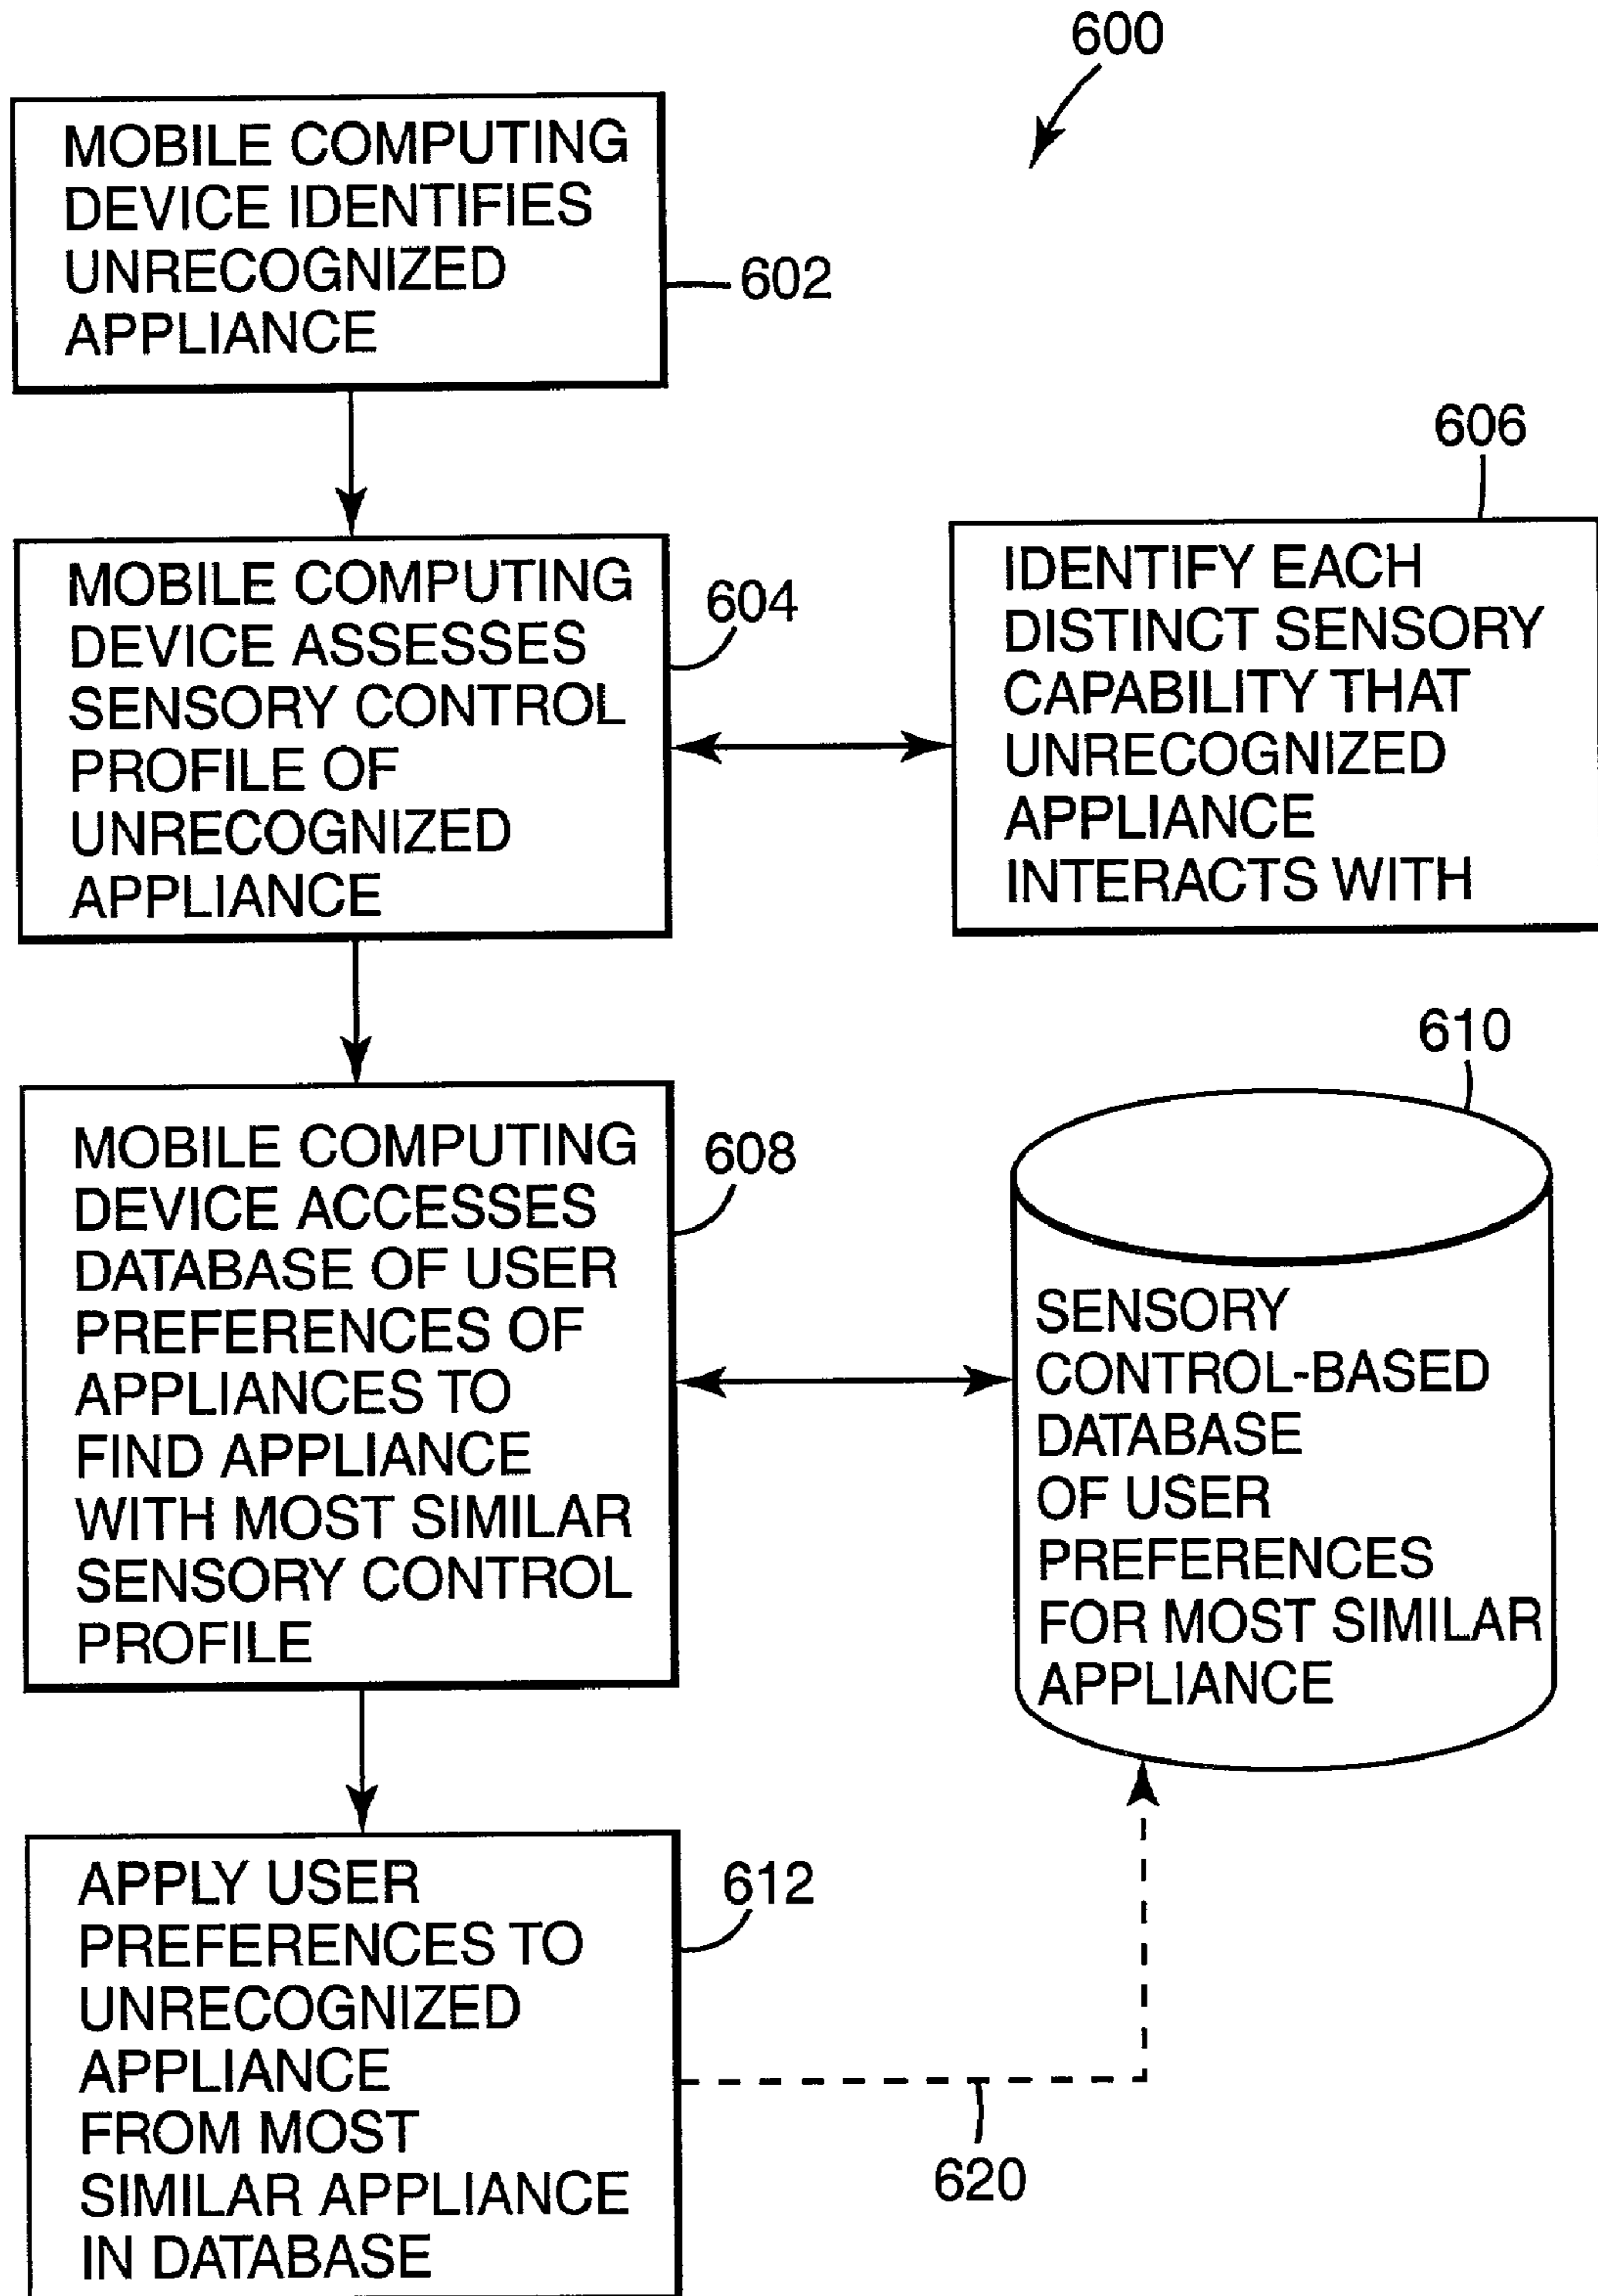 600
MOBILE COMPUTING
DEVICE IDENTIFIES
UNRECOGNIZED
APPLIANCE
602
MOBILE COMPUTING
DEVICE ASSESSES
SENSORY CONTROL
PROFILE OF
UNRECOGNIZED
APPLIANCE
604
606
IDENTIFY EACH
DISTINCT SENSORY
CAPABILITY THAT
UNRECOGNIZED
APPLIANCE
INTERACTS WITH
MOBILE COMPUTING
DEVICE ACCESSES
DATABASE OF USER
PREFERENCES OF
APPLIANCES TO
FIND APPLIANCE
WITH MOST SIMILAR
SENSORY CONTROL
PROFILE
608
610
SENSORY
CONTROL-BASED
DATABASE
OF USER
PREFERENCES
FOR MOST SIMILAR
APPLIANCE
APPLY USER
PREFERENCES TO
UNRECOGNIZED
APPLIANCE
FROM MOST
SIMILAR APPLIANCE
IN DATABASE
612
620